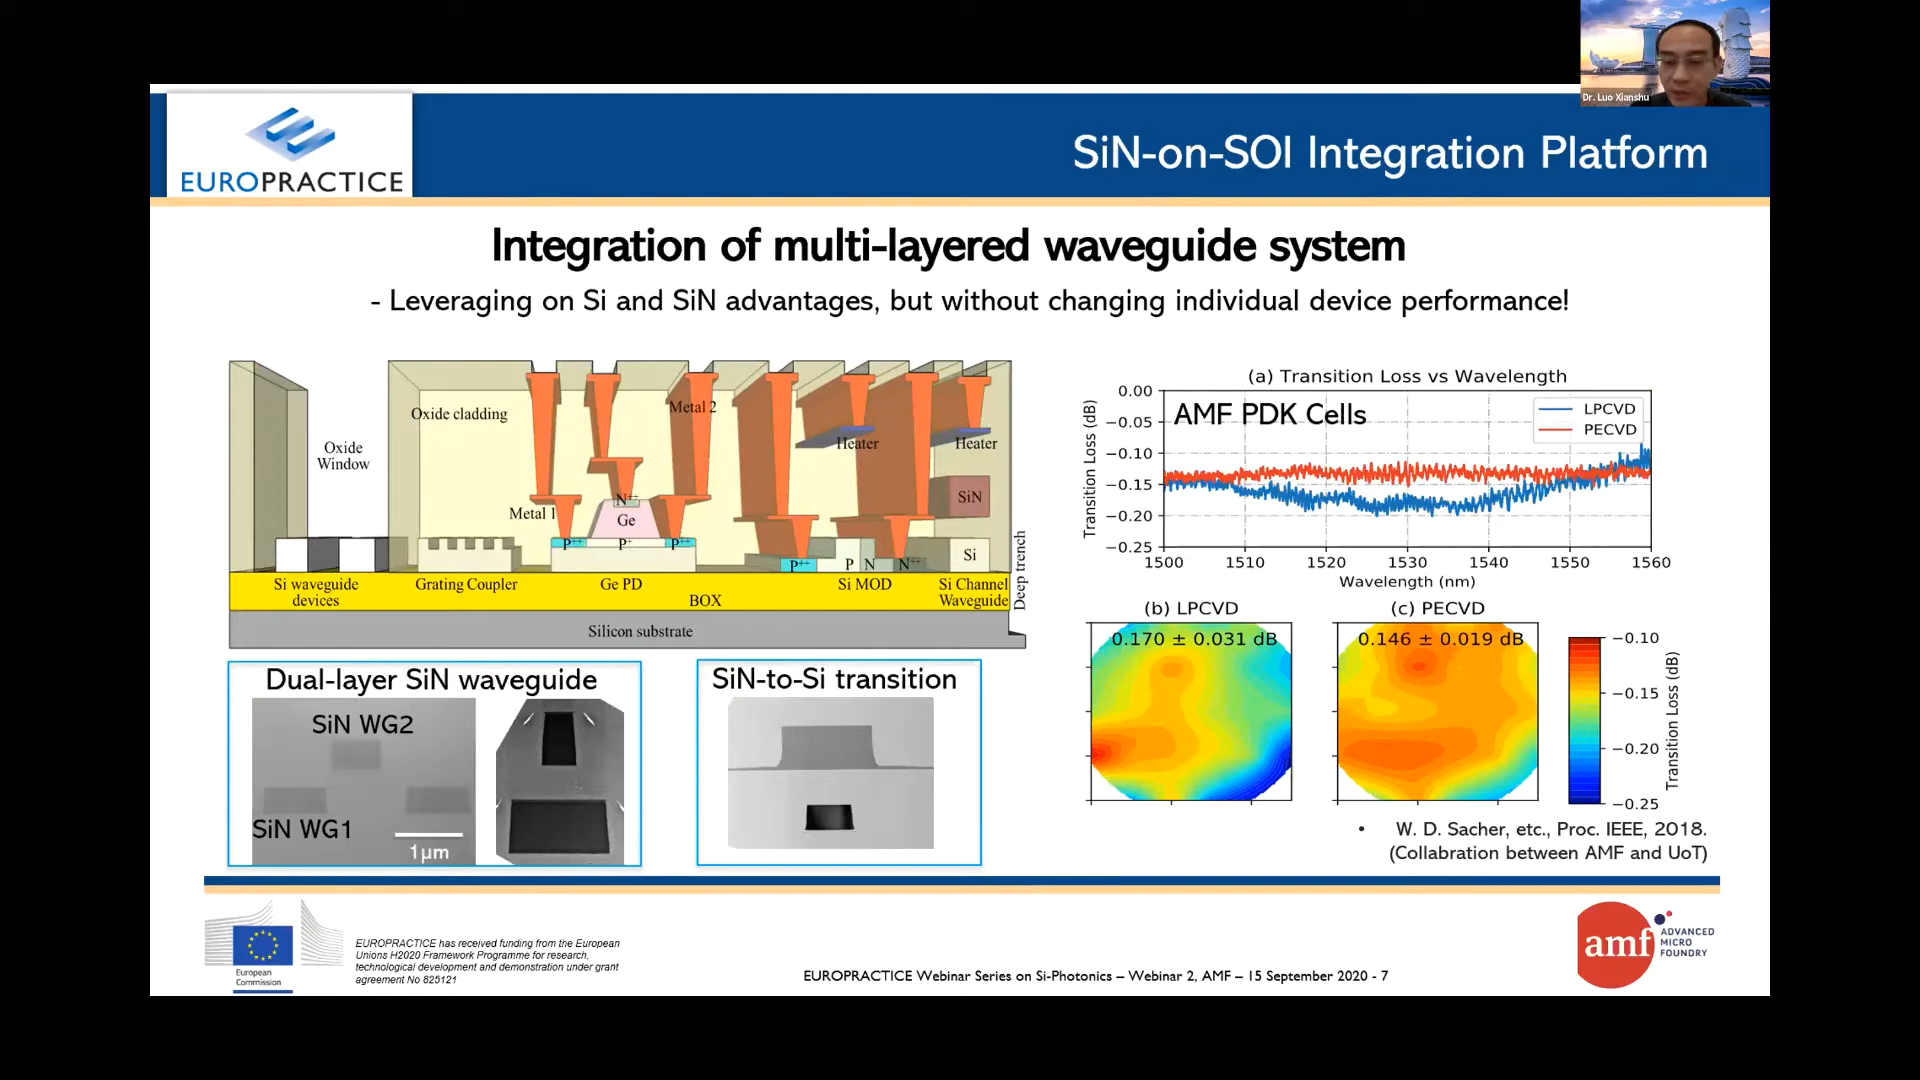 Dr. Luo Xianshu
EUROPRACTICE
SiN-on-SOI Integration Platform
Integration of multi-layered waveguide system
- Leveraging on Si and SiN advantages, but without changing individual device performance!
Oxide cladding
Metal 2
Oxide
Window
Heater
Heater
SiN
N++
Metal 1
Ge
P++
P+
P++
Si
P++
P
N
N++
Si waveguide
devices
Grating Coupler
Ge PD
BOX
Si MOD
Si Channel
Waveguide
Deep trench
Silicon substrate
(a) Transition Loss vs Wavelength
AMF PDK Cells
LPCVD
PECVD
Transition Loss (dB)
0.00
−0.05
−0.10
−0.15
−0.20
−0.25
1500
1510
1520
1530
1540
1550
1560
Wavelength (nm)
(b) LPCVD
(c) PECVD
0.170 ± 0.031 dB
0.146 ± 0.019 dB
−0.10
−0.15
−0.20
−0.25
Transition Loss (dB)
Dual-layer SiN waveguide
SiN WG2
SiN WG1
1μm
SiN-to-Si transition
• W. D. Sacher, etc., Proc. IEEE, 2018.
(Collabration between AMF and UoT)
European
Commission
EUROPRACTICE has received funding from the European
Unions H2020 Framework Programme for research,
technological development and demonstration under grant
agreement No 825121
EUROPRACTICE Webinar Series on Si-Photonics – Webinar 2, AMF – 15 September 2020 - 7
amf
ADVANCED
MICRO
FOUNDRY